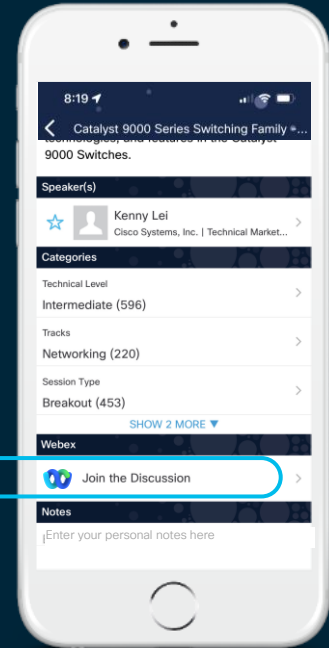 8:19
Catalyst 9000 Series Switching Family -...
technologies, and features in the Catalyst
9000 Switches.
Speaker(s)
Kenny Lei
Cisco Systems, Inc. | Technical Market...
Categories
Technical Level
Intermediate (596)
Tracks
Networking (220)
Session Type
Breakout (453)
SHOW 2 MORE ▼
Webex
Join the Discussion
Notes
Enter your personal notes here